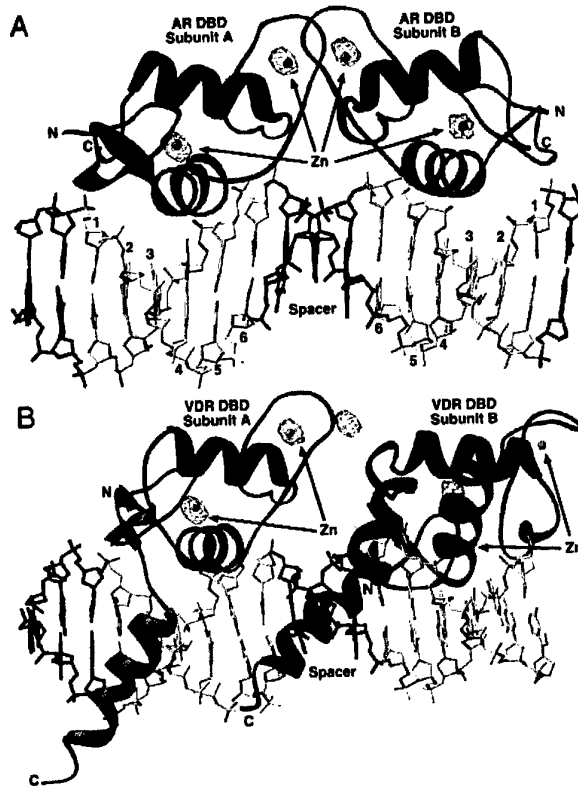 A
AR DBD
Subunit A
AR DBD
Subunit B
N
C
N
C
Zn
1
2
3
4
5
6
Spacer
1
2
3
4
5
6
B
VDR DBD
Subunit A
VDR DBD
Subunit B
N
Zn
Zn
N
Spacer
C
C